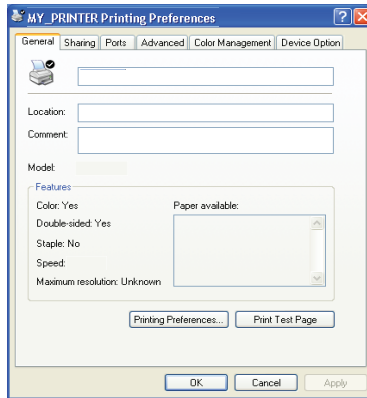 MY_PRINTER Printing Preferences
General Sharing Ports Advanced Color Management Device Option
Location:
Comment:
Model:
Features
Color: Yes Paper available:
Double-sided: Yes
Staple: No
Speed:
Maximum resolution: Unknown
Printing Preferences... Print Test Page
OK Cancel Apply